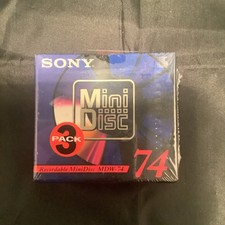 SONY
Mini
Disc
3
PACK
74
Recordable MiniDisc MDW-74